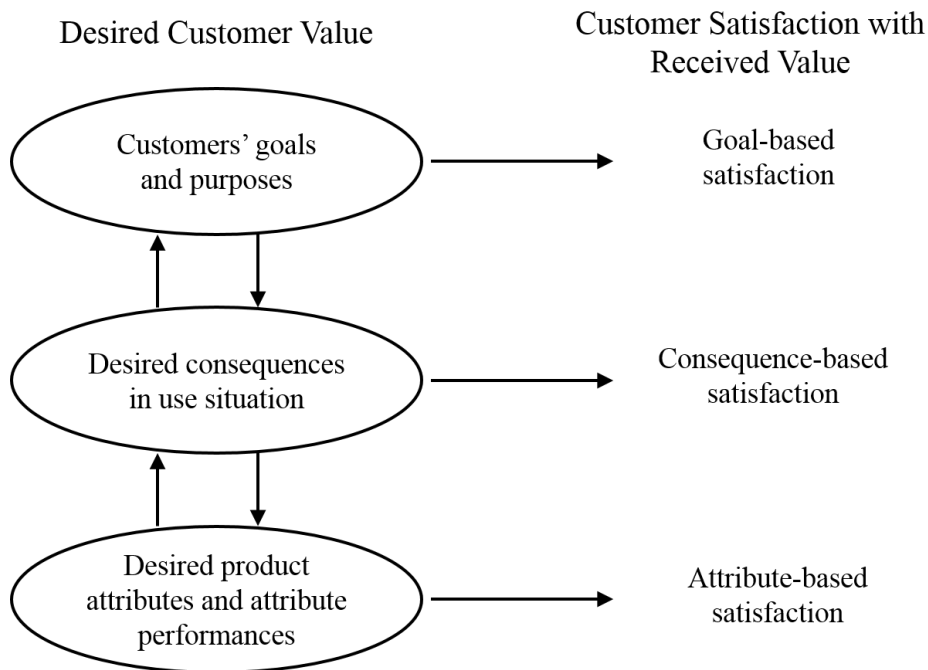 Desired Customer Value
Customer Satisfaction with
Received Value
Customers’ goals
and purposes
Goal-based
satisfaction
Desired consequences
in use situation
Consequence-based
satisfaction
Desired product
attributes and attribute
performances
Attribute-based
satisfaction